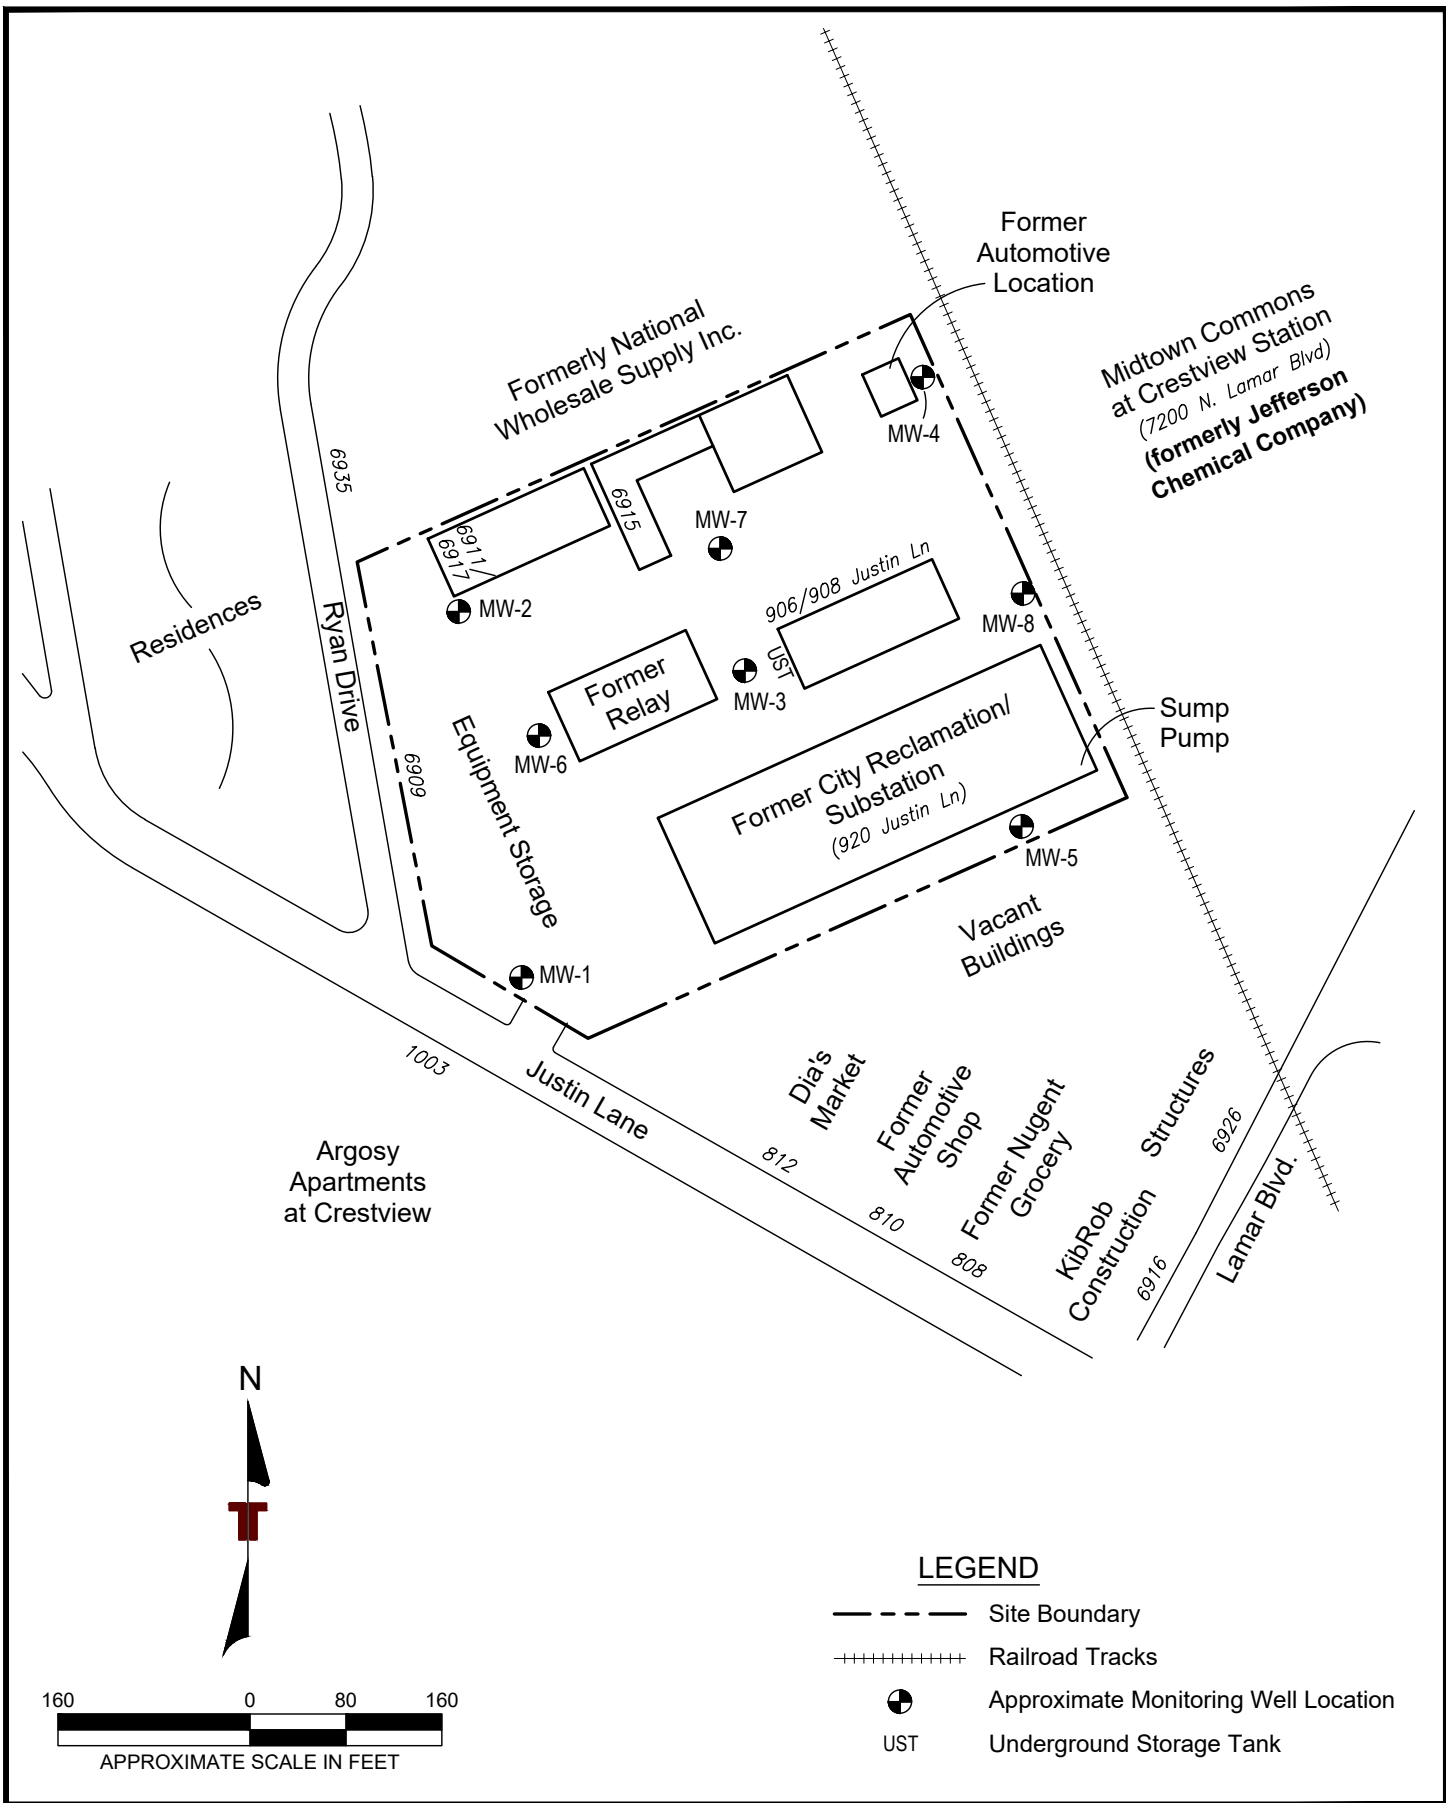 Former
Automotive
Location
Midtown Commons
at Crestview Station
(7200 N. Lamar Blvd)
(formerly Jefferson
Chemical Company)
Formerly National
Wholesale Supply Inc.
MW-4
6935
6915
6911/
6917
MW-7
906/908 Justin Ln
MW-2
MW-8
Residences
Ryan Drive
UST
Former
Relay
MW-3
Sump
Pump
MW-6
6909
Equipment Storage
Former City Reclamation/
Substation
(920 Justin Ln)
MW-5
Vacant
Buildings
MW-1
1003
Justin Lane
Dia's
Market
Former
Automotive
Shop
Former Nugent
Grocery
KibRob
Construction
Structures
6926
6916
Lamar Blvd.
812
810
808
Argosy
Apartments
at Crestview
N
T
LEGEND
Site Boundary
Railroad Tracks
Approximate Monitoring Well Location
UST Underground Storage Tank
160 0 80 160
APPROXIMATE SCALE IN FEET